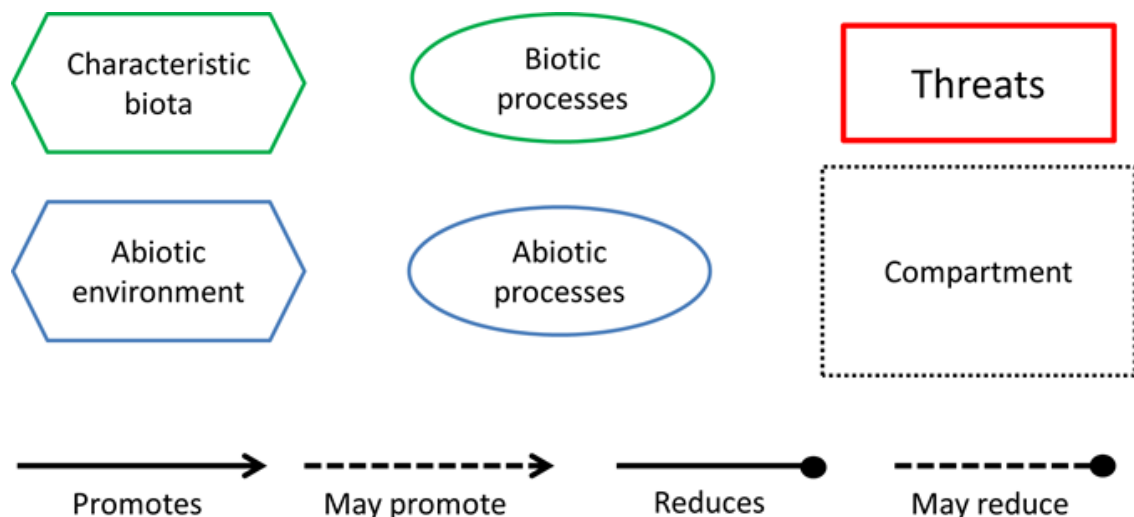 Characteristic
biota
Biotic
processes
Threats
Abiotic
environment
Abiotic
processes
Compartment
Promotes
May promote
Reduces
May reduce